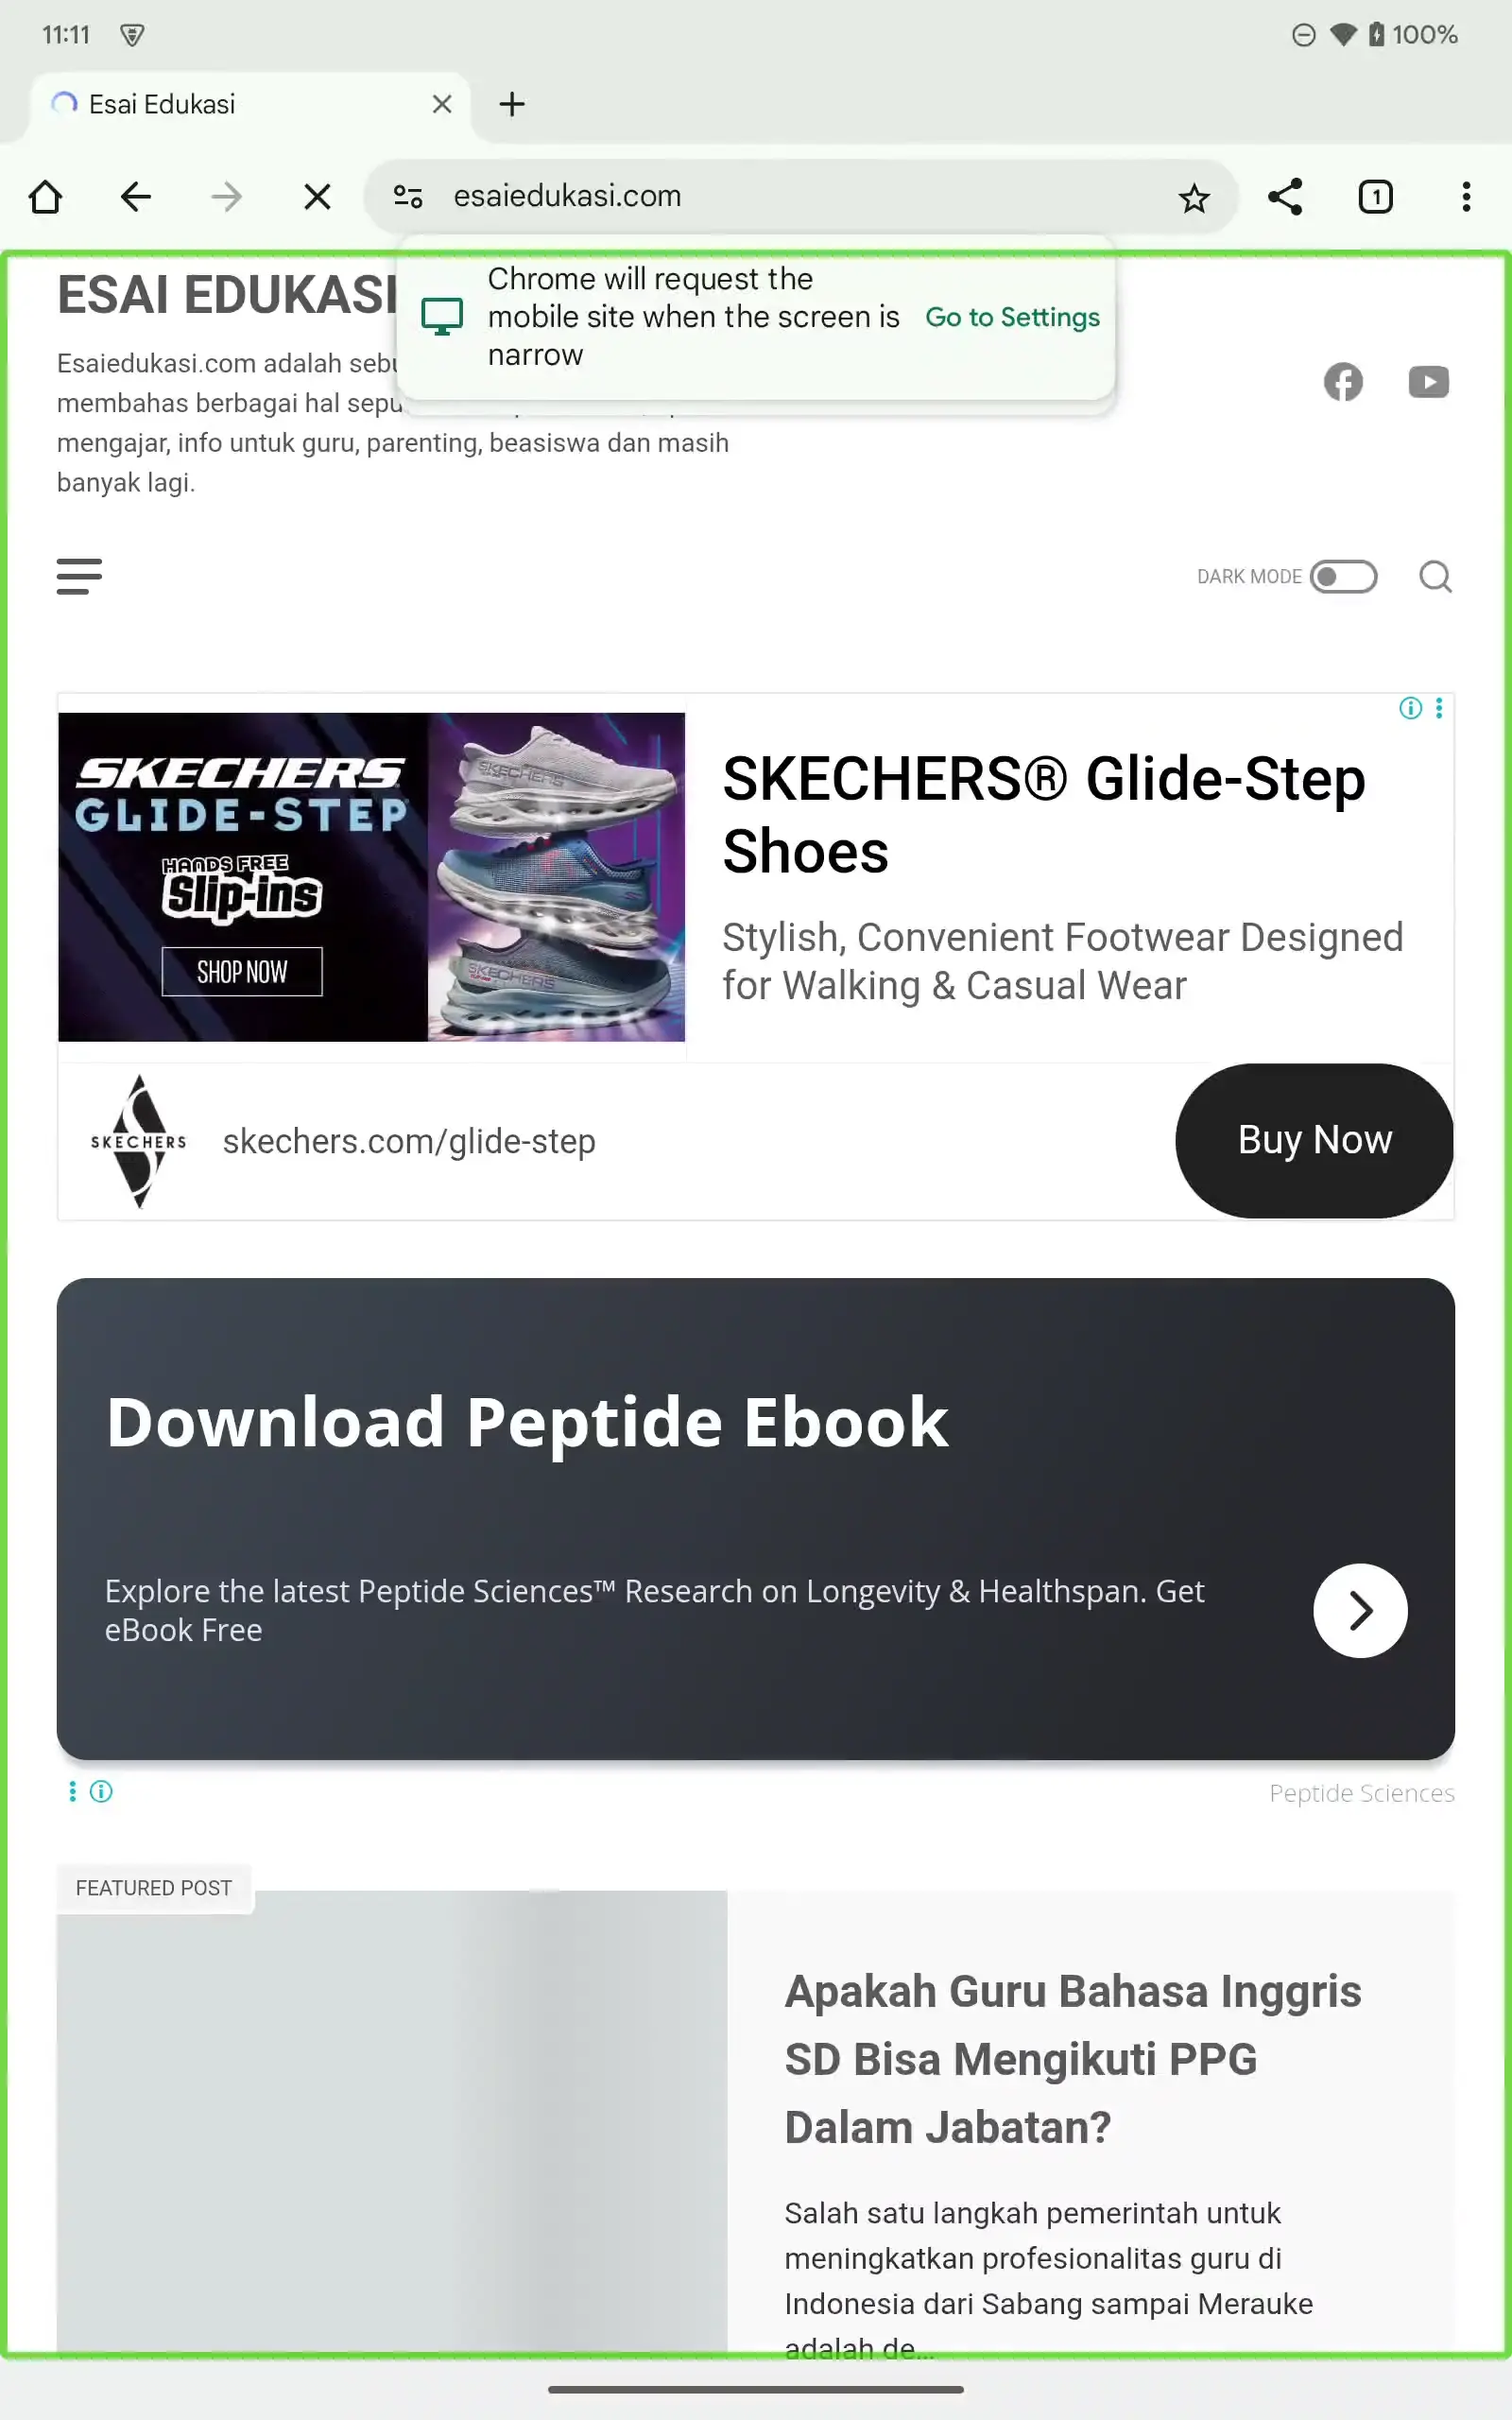 11:11
100%
Esai Edukasi
esaiedukasi.com
1
Chrome will request the
mobile site when the screen is
narrow
Go to Settings
ESAI EDUKASI
Esaiedukasi.com adalah
membahas berbagai hal
mengajar, info untuk guru, parenting, beasiswa dan masih
banyak lagi.
DARK MODE
SKECHERS
GLIDE-STEP
HANDS FREE
Slip-ins
SHOP NOW
SKECHERS
SKECHERS
SKECHERS® Glide-Step
Shoes
Stylish, Convenient Footwear Designed
for Walking & Casual Wear
SKECHERS
skechers.com/glide-step
Buy Now
Download Peptide Ebook
Explore the latest Peptide Sciences™ Research on Longevity & Healthspan. Get
eBook Free
Peptide Sciences
FEATURED POST
Apakah Guru Bahasa Inggris
SD Bisa Mengikuti PPG
Dalam Jabatan?
Salah satu langkah pemerintah untuk
meningkatkan profesionalitas guru di
Indonesia dari Sabang sampai Merauke
adalah de...